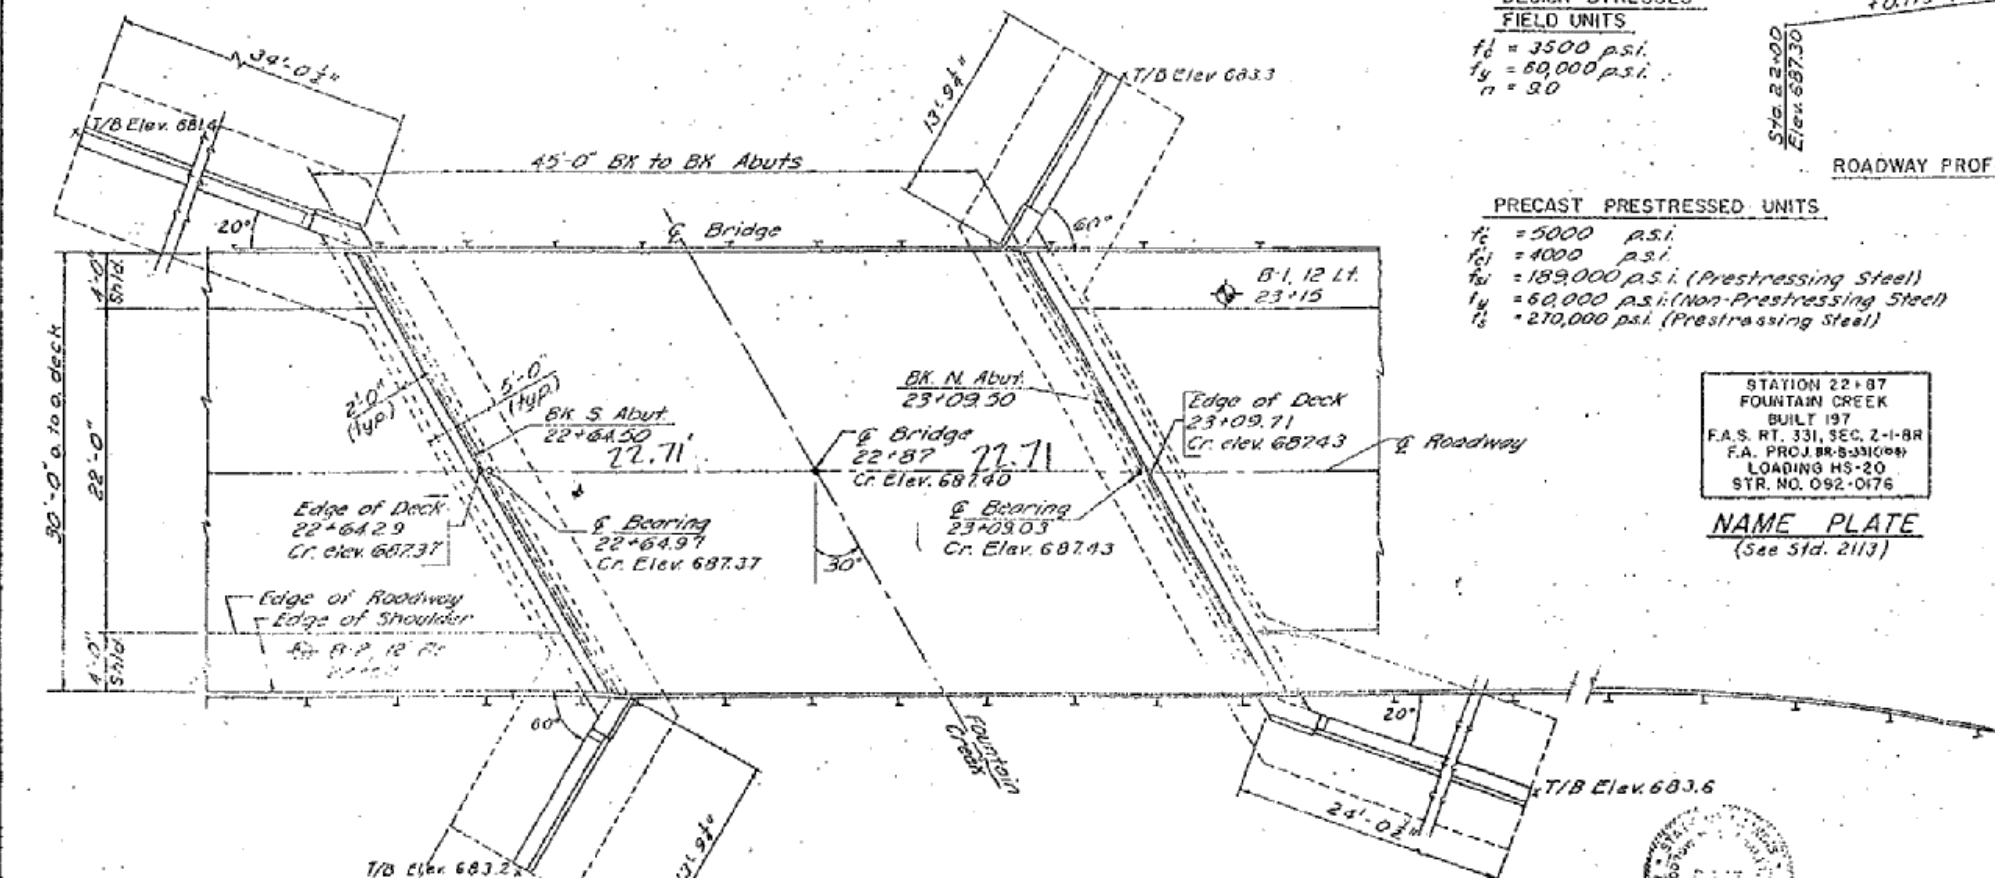 DESIGN STRESSES
FIELD UNITS
f'c = 3500 p.s.i.
fy = 60,000 p.s.i.
n = 9.0
Sta. 22+00
Elev. 687.30
ROADWAY PROF
34'-0½"
T/B Elev. 681.6
13'-9¼"
T/B Elev 683.3
45'-0" BK to BK Abuts
20°
60°
℄ Bridge
PRECAST PRESTRESSED UNITS
f'c = 5000 p.s.i.
f'ci = 4000 p.s.i.
fsi = 189,000 p.s.i. (Prestressing Steel)
fy = 60,000 p.s.i. (Non-Prestressing Steel)
f's = 270,000 p.s.i. (Prestressing Steel)
B-1, 12 Lt.
23+15
4'-0"
Shld.
30'-0" o. to o. deck
22'-0"
2'-0"
(typ.)
5'-0"
(typ.)
BK. S. Abut.
22+64.50
22.71'
℄ Bridge
22+87
22.71
Cr. Elev. 687.40
BK. N. Abut.
23+09.50
Edge of Deck
23+09.71
Cr. elev. 687.43
℄ Roadway
Edge of Deck
22+64.29
Cr. elev. 687.37
℄ Bearing
22+64.97
Cr. Elev. 687.37
30°
℄ Bearing
23+09.03
Cr. Elev. 687.43
STATION 22+87
FOUNTAIN CREEK
BUILT 197
F.A.S. RT. 331, SEC. Z-1-BR
F.A. PROJ.
LOADING HS-20
STR. NO. 092-0176
NAME PLATE
(See Std. 2113)
Edge of Roadway
Edge of Shoulder
4'-0"
Shld.
60°
20°
Fountain
Creek
T/B Elev. 683.2
24'-0½"
T/B Elev. 683.6